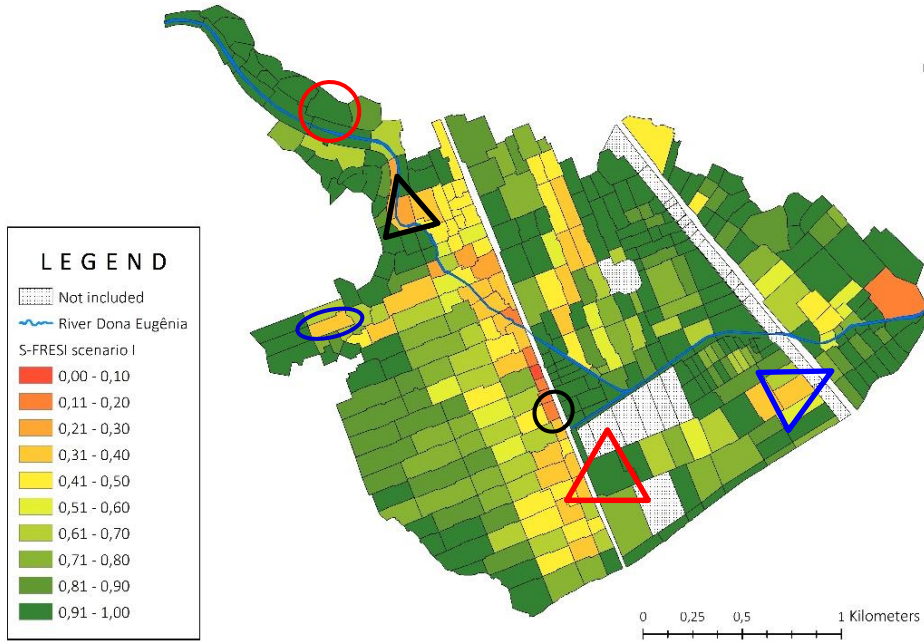 LEGEND
Not included
River Dona Eugênia
S-FRESI scenario I
0,00 - 0,10
0,11 - 0,20
0,21 - 0,30
0,31 - 0,40
0,41 - 0,50
0,51 - 0,60
0,61 - 0,70
0,71 - 0,80
0,81 - 0,90
0,91 - 1,00
0 0,25 0,5 1 Kilometers